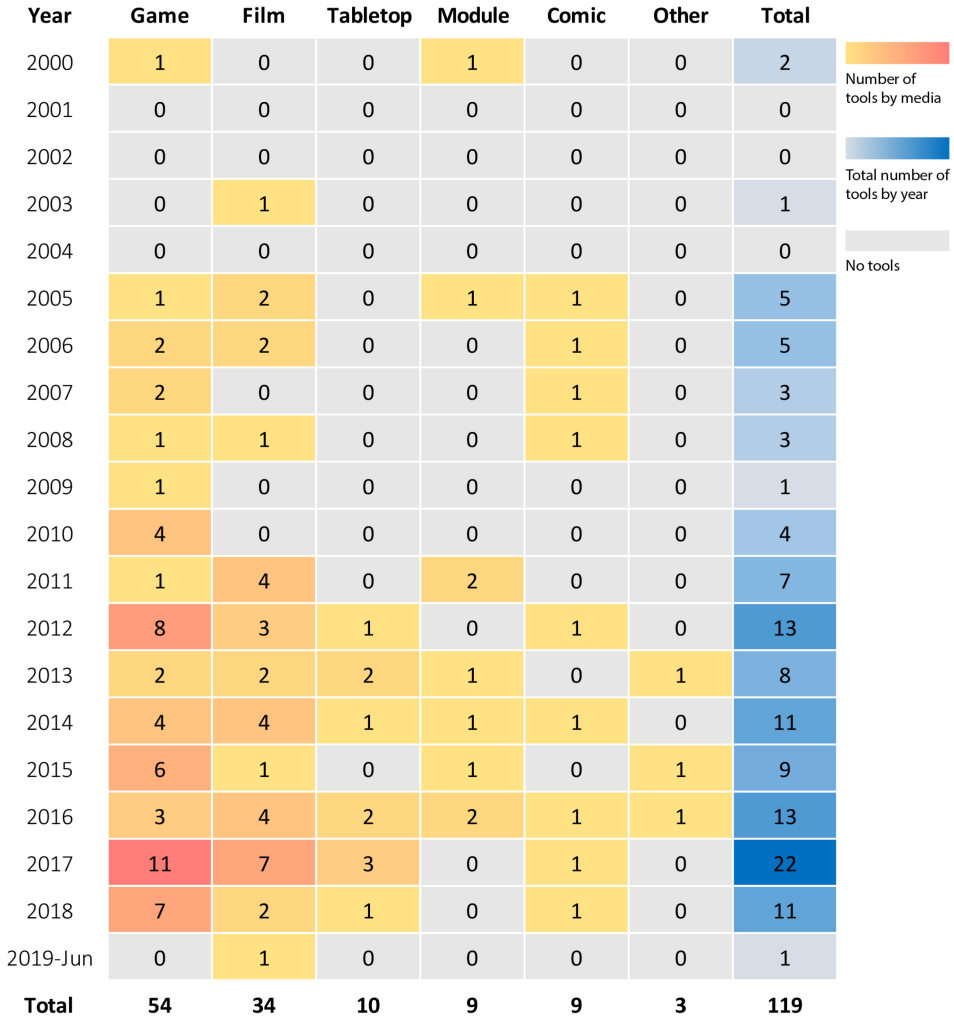 Year Game Film Tabletop Module Comic Other Total
2000 1 0 0 1 0 0 2
Number of
tools by media
2001 0 0 0 0 0 0 0
2002 0 0 0 0 0 0 0
Total number of
tools by year
2003 0 1 0 0 0 0 1
2004 0 0 0 0 0 0 0
No tools
2005 1 2 0 1 1 0 5
2006 2 2 0 0 1 0 5
2007 2 0 0 0 1 0 3
2008 1 1 0 0 1 0 3
2009 1 0 0 0 0 0 1
2010 4 0 0 0 0 0 4
2011 1 4 0 2 0 0 7
2012 8 3 1 0 1 0 13
2013 2 2 2 1 0 1 8
2014 4 4 1 1 1 0 11
2015 6 1 0 1 0 1 9
2016 3 4 2 2 1 1 13
2017 11 7 3 0 1 0 22
2018 7 2 1 0 1 0 11
2019-Jun 0 1 0 0 0 0 1
Total 54 34 10 9 9 3 119